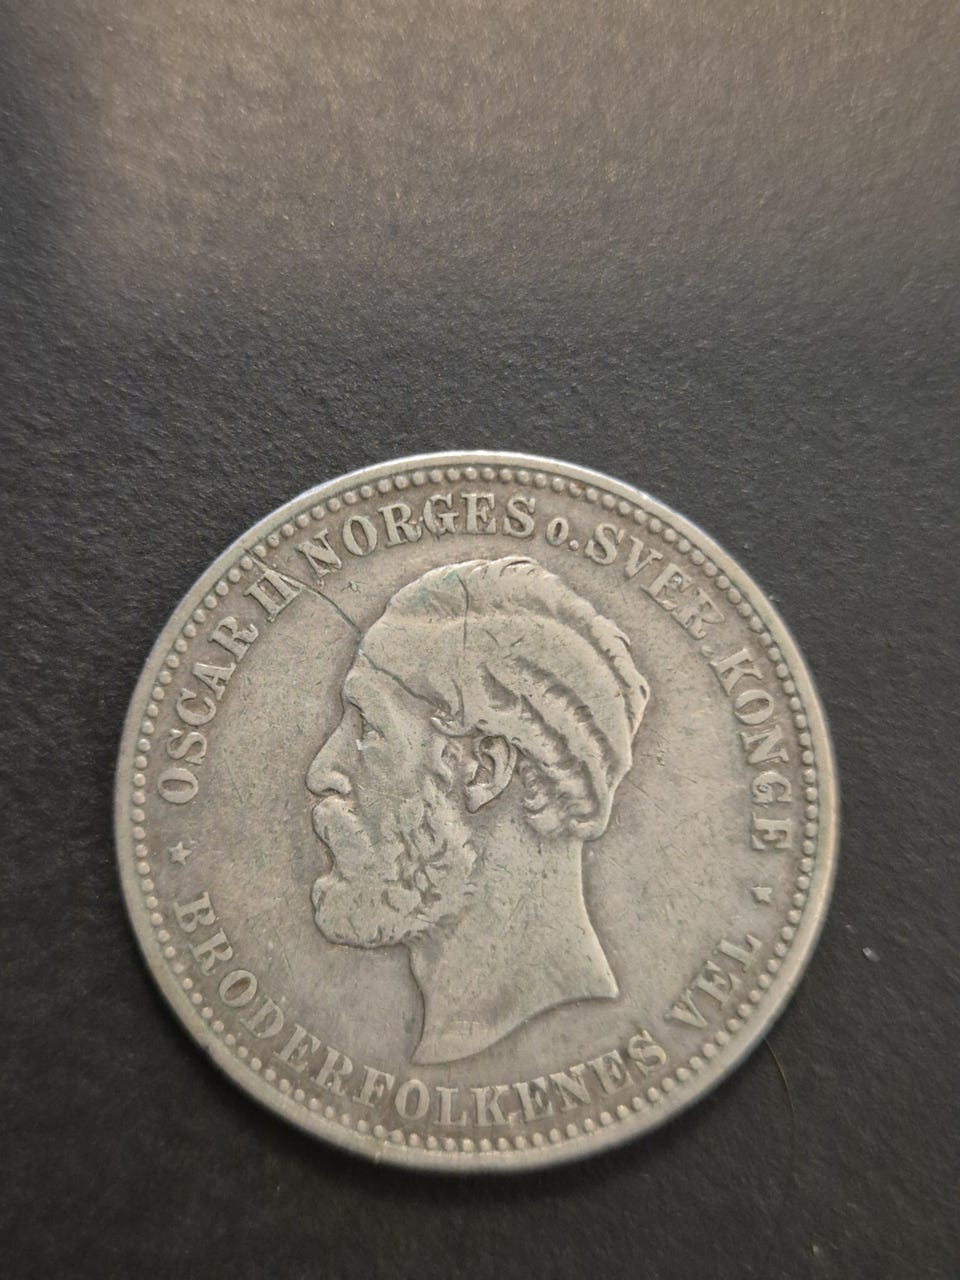 OSCAR II NORGES O. SVER. KONGE
BRODERFOLKENES VEL